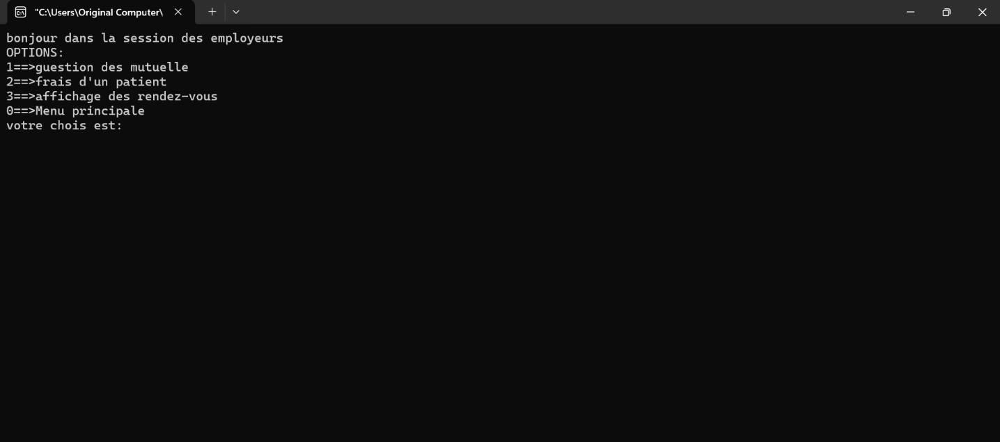 "C:\Users\Original Computer\
bonjour dans la session des employeurs
OPTIONS:
1==>guestion des mutuelle
2==>frais d'un patient
3==>affichage des rendez-vous
0==>Menu principale
votre chois est: